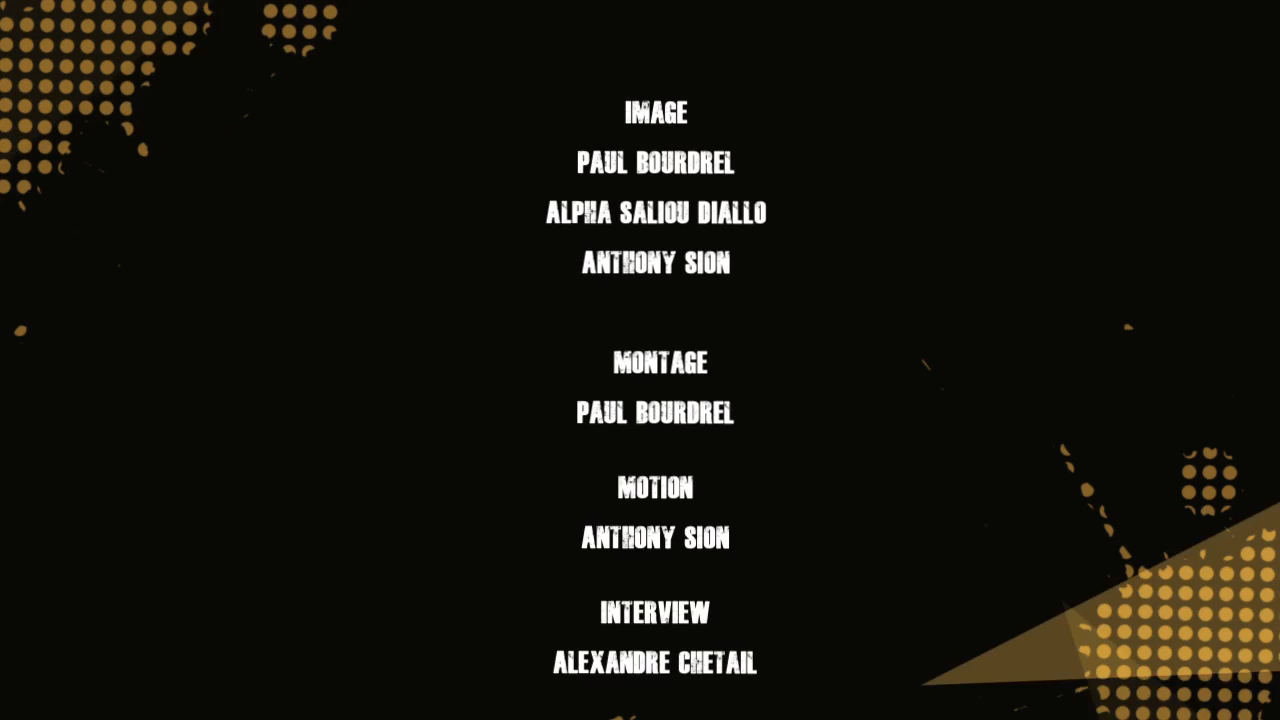 IMAGE
PAUL BOURDREL
ALPHA SALIOU DIALLO
ANTHONY SION
MONTAGE
PAUL BOURDREL
MOTION
ANTHONY SION
INTERVIEW
ALEXANDRE CHETAIL